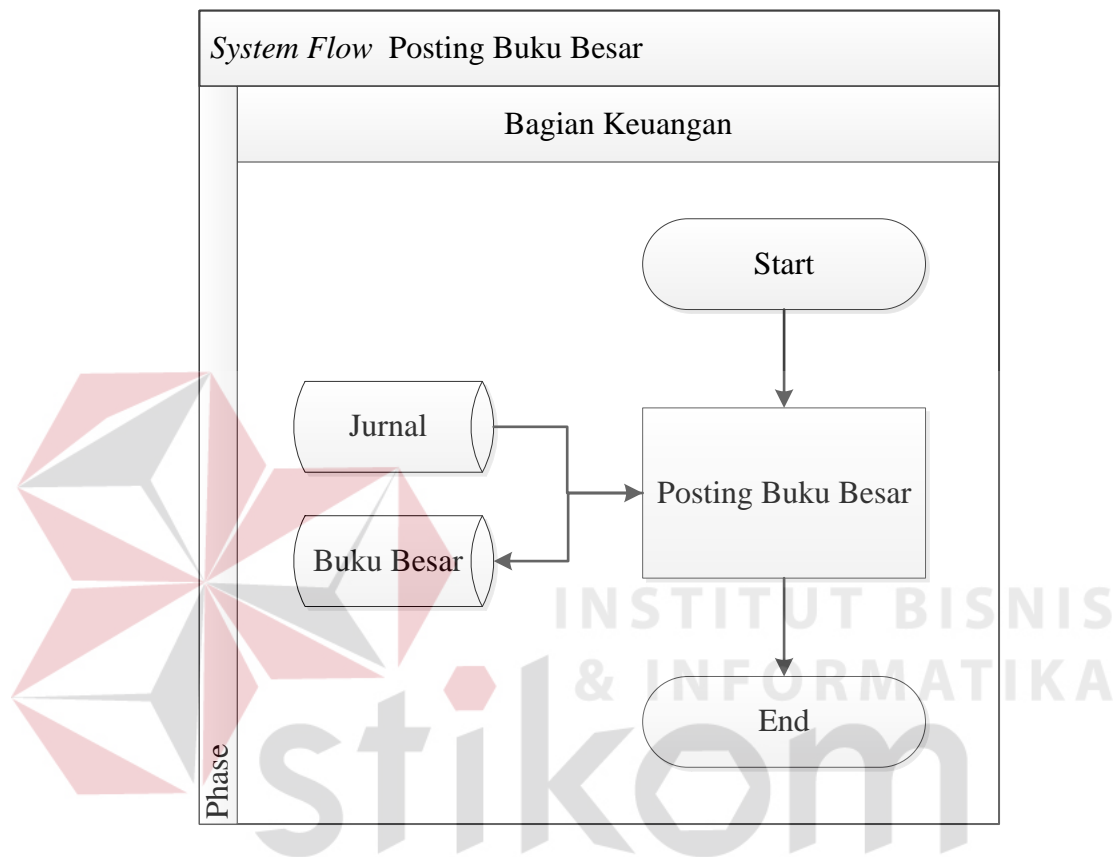 System Flow Posting Buku Besar
Bagian Keuangan
Start
Jurnal
Posting Buku Besar
Buku Besar
End
Phase
INSTITUT BISNIS
& INFORMATIKA
stikom